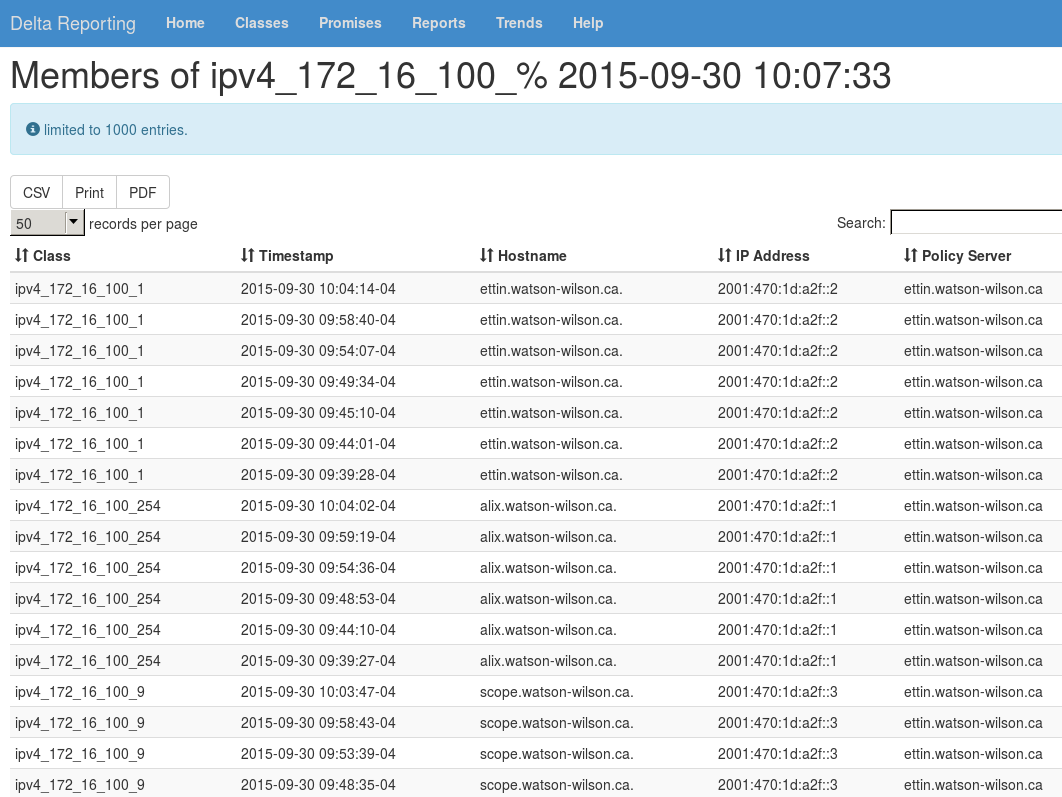 Delta Reporting Home Classes Promises Reports Trends Help
Members of ipv4_172_16_100_% 2015-09-30 10:07:33
limited to 1000 entries.
CSV Print PDF
50 records per page Search:
Class Timestamp Hostname IP Address Policy Server
ipv4_172_16_100_1 2015-09-30 10:04:14-04 ettin.watson-wilson.ca. 2001:470:1d:a2f::2 ettin.watson-wilson.ca
ipv4_172_16_100_1 2015-09-30 09:58:40-04 ettin.watson-wilson.ca. 2001:470:1d:a2f::2 ettin.watson-wilson.ca
ipv4_172_16_100_1 2015-09-30 09:54:07-04 ettin.watson-wilson.ca. 2001:470:1d:a2f::2 ettin.watson-wilson.ca
ipv4_172_16_100_1 2015-09-30 09:49:34-04 ettin.watson-wilson.ca. 2001:470:1d:a2f::2 ettin.watson-wilson.ca
ipv4_172_16_100_1 2015-09-30 09:45:10-04 ettin.watson-wilson.ca. 2001:470:1d:a2f::2 ettin.watson-wilson.ca
ipv4_172_16_100_1 2015-09-30 09:44:01-04 ettin.watson-wilson.ca. 2001:470:1d:a2f::2 ettin.watson-wilson.ca
ipv4_172_16_100_1 2015-09-30 09:39:28-04 ettin.watson-wilson.ca. 2001:470:1d:a2f::2 ettin.watson-wilson.ca
ipv4_172_16_100_254 2015-09-30 10:04:02-04 alix.watson-wilson.ca. 2001:470:1d:a2f::1 ettin.watson-wilson.ca
ipv4_172_16_100_254 2015-09-30 09:59:19-04 alix.watson-wilson.ca. 2001:470:1d:a2f::1 ettin.watson-wilson.ca
ipv4_172_16_100_254 2015-09-30 09:54:36-04 alix.watson-wilson.ca. 2001:470:1d:a2f::1 ettin.watson-wilson.ca
ipv4_172_16_100_254 2015-09-30 09:48:53-04 alix.watson-wilson.ca. 2001:470:1d:a2f::1 ettin.watson-wilson.ca
ipv4_172_16_100_254 2015-09-30 09:44:10-04 alix.watson-wilson.ca. 2001:470:1d:a2f::1 ettin.watson-wilson.ca
ipv4_172_16_100_254 2015-09-30 09:39:27-04 alix.watson-wilson.ca. 2001:470:1d:a2f::1 ettin.watson-wilson.ca
ipv4_172_16_100_9 2015-09-30 10:03:47-04 scope.watson-wilson.ca. 2001:470:1d:a2f::3 ettin.watson-wilson.ca
ipv4_172_16_100_9 2015-09-30 09:58:43-04 scope.watson-wilson.ca. 2001:470:1d:a2f::3 ettin.watson-wilson.ca
ipv4_172_16_100_9 2015-09-30 09:53:39-04 scope.watson-wilson.ca. 2001:470:1d:a2f::3 ettin.watson-wilson.ca
ipv4_172_16_100_9 2015-09-30 09:48:35-04 scope.watson-wilson.ca. 2001:470:1d:a2f::3 ettin.watson-wilson.ca